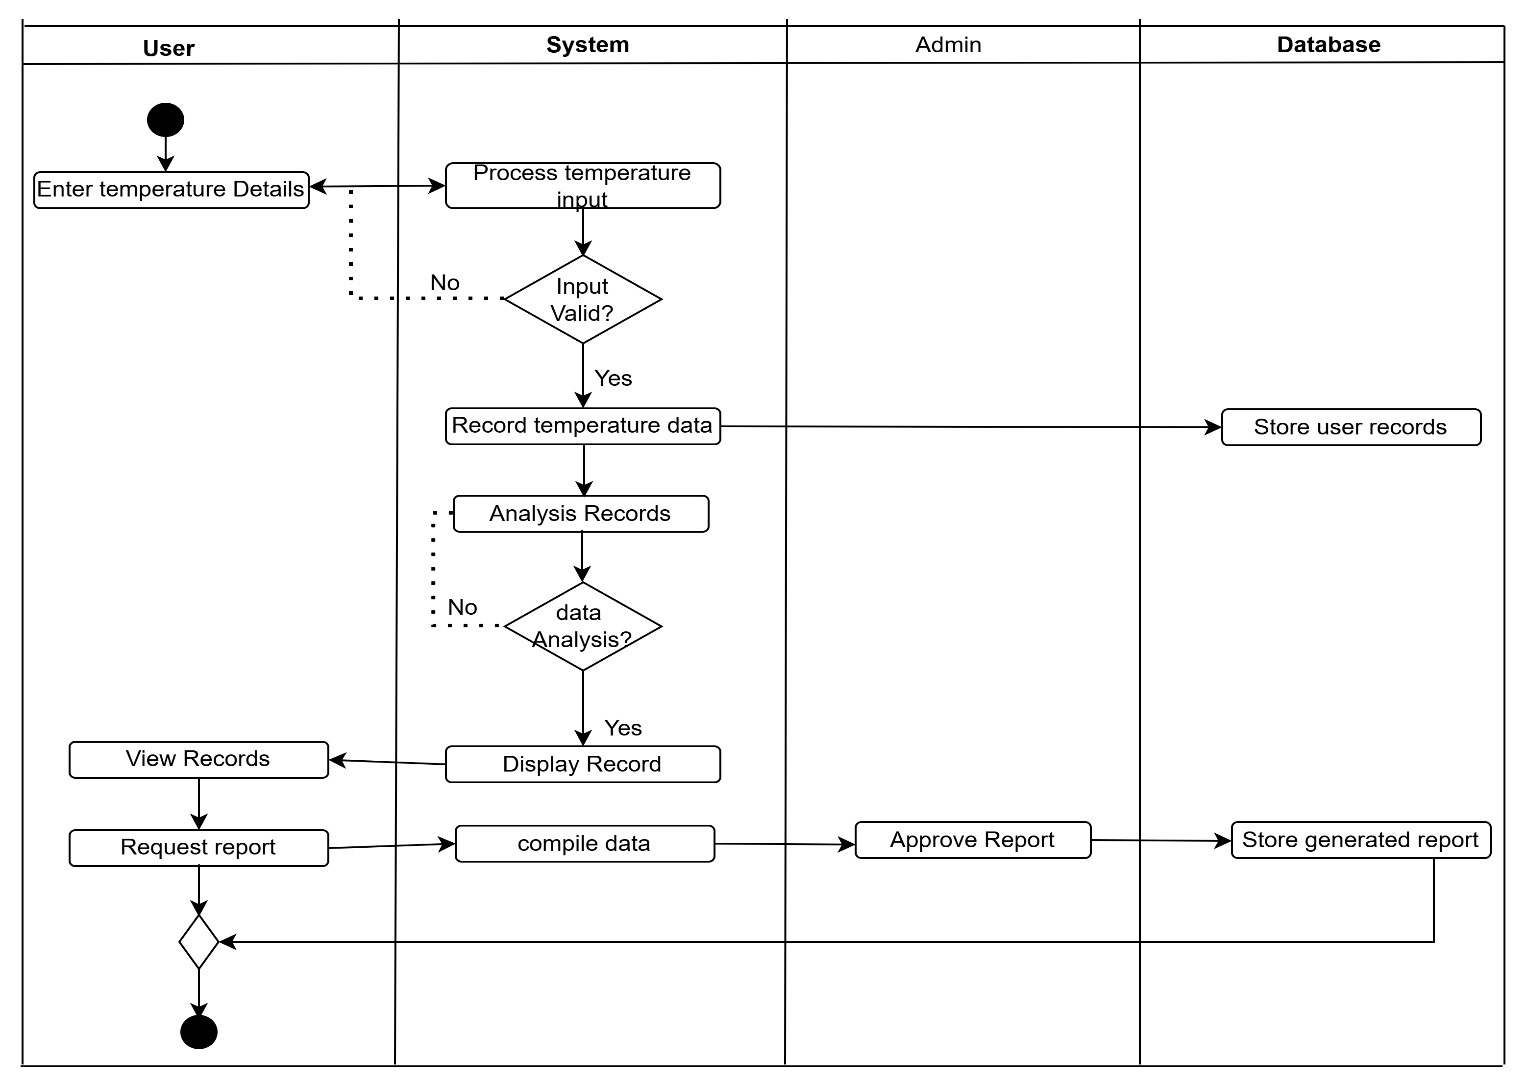 User
System
Admin
Database
Enter temperature Details
Process temperature
input
No
Input
Valid?
Yes
Record temperature data
Store user records
Analysis Records
No
data
Analysis?
Yes
View Records
Display Record
Request report
compile data
Approve Report
Store generated report